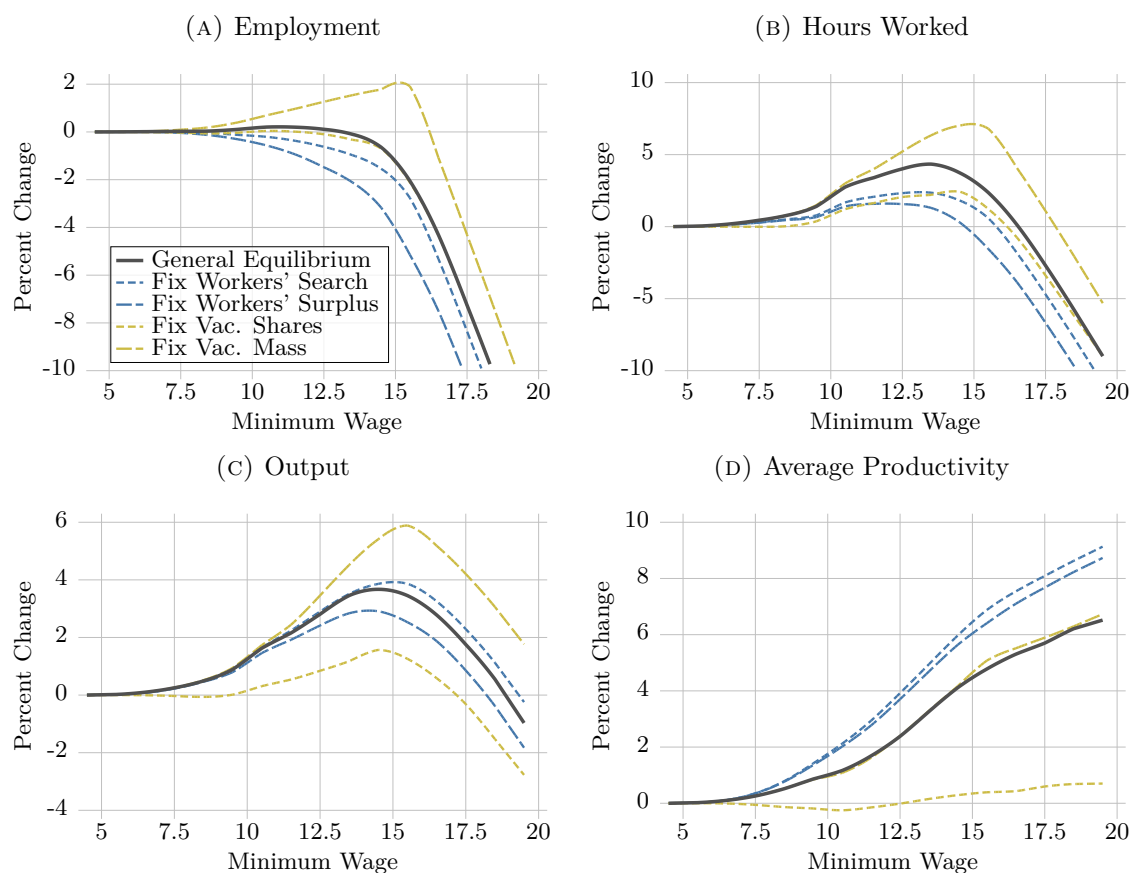 (A) Employment
Percent Change
2
0
-2
-4
-6
-8
-10
General Equilibrium
Fix Workers' Search
Fix Workers' Surplus
Fix Vac. Shares
Fix Vac. Mass
5 7.5 10 12.5 15 17.5 20
Minimum Wage
(B) Hours Worked
Percent Change
10
5
0
-5
-10
5 7.5 10 12.5 15 17.5 20
Minimum Wage
(C) Output
Percent Change
6
4
2
0
-2
-4
5 7.5 10 12.5 15 17.5 20
Minimum Wage
(D) Average Productivity
Percent Change
10
8
6
4
2
0
5 7.5 10 12.5 15 17.5 20
Minimum Wage